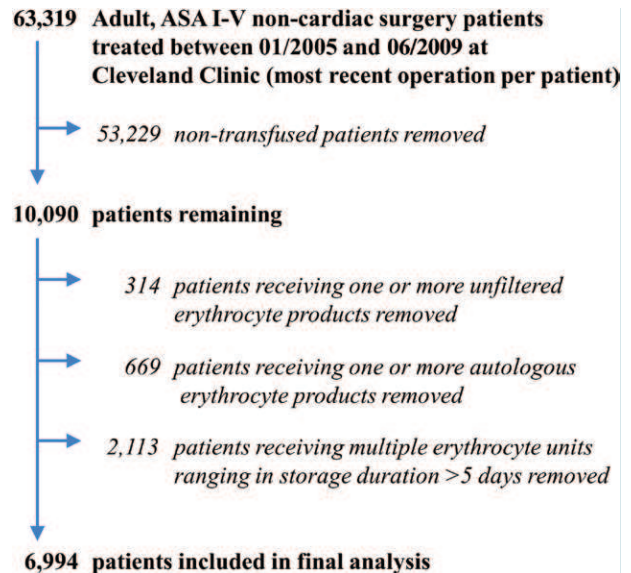 63,319 Adult, ASA I-V non-cardiac surgery patients
treated between 01/2005 and 06/2009 at
Cleveland Clinic (most recent operation per patient)
53,229 non-transfused patients removed
10,090 patients remaining
314 patients receiving one or more unfiltered
erythrocyte products removed
669 patients receiving one or more autologous
erythrocyte products removed
2,113 patients receiving multiple erythrocyte units
ranging in storage duration >5 days removed
6,994 patients included in final analysis